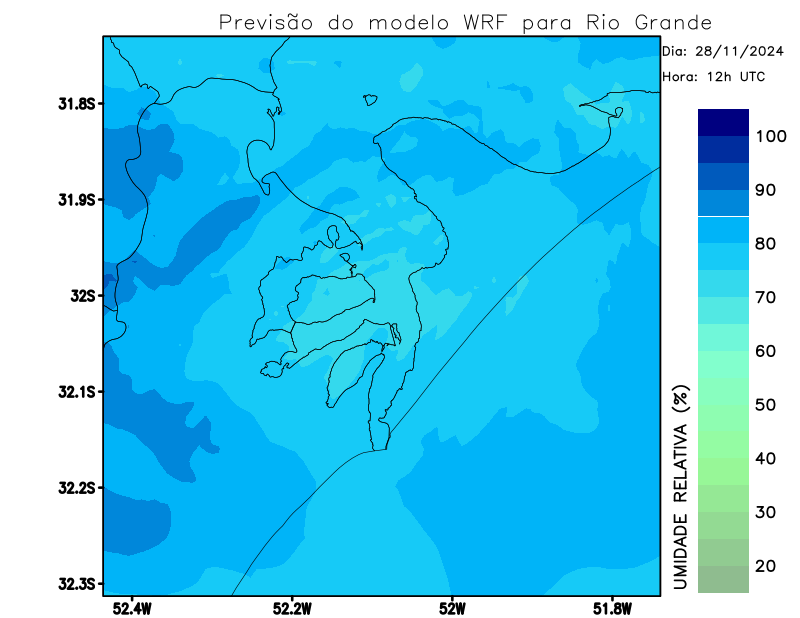 Previsão do modelo WRF para Rio Grande
Dia: 28/11/2024
Hora: 12h UTC
31.8S
31.9S
32S
32.1S
32.2S
32.3S
52.4W
52.2W
52W
51.8W
100
90
80
70
60
50
40
30
20
UMIDADE RELATIVA (%)